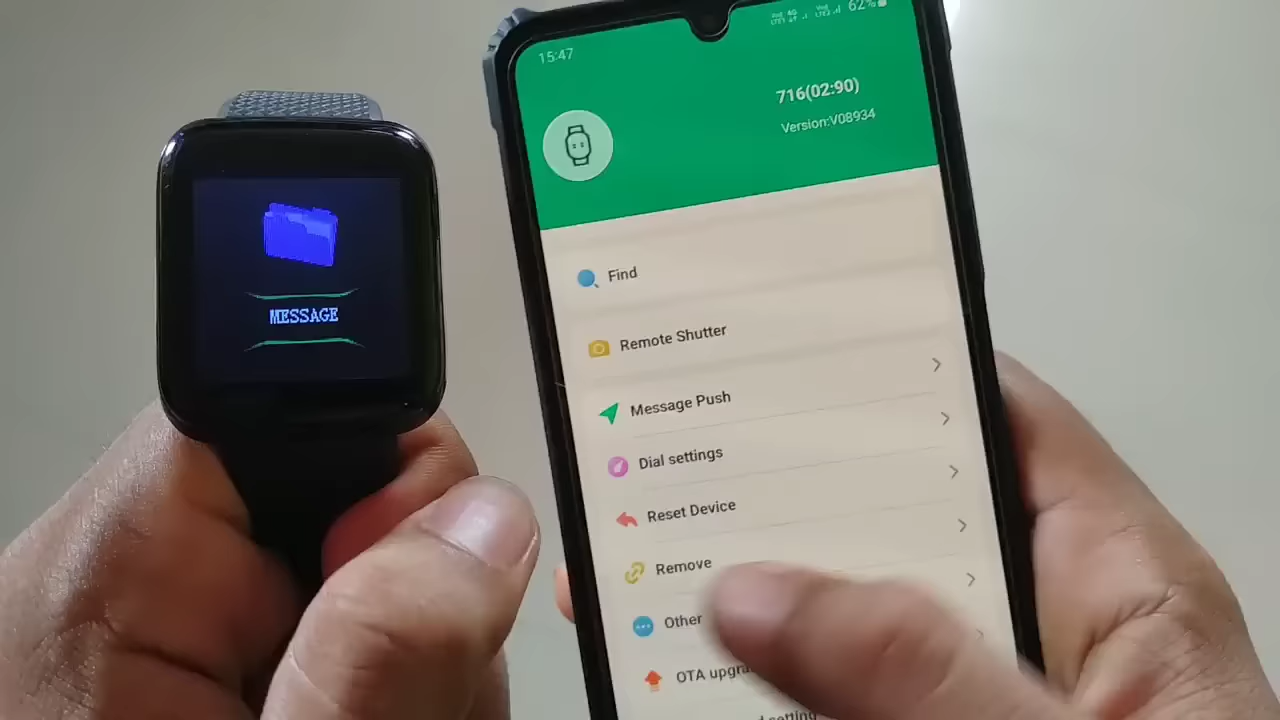 MESSAGE
15:47
62%
716(02:90)
Version:V08934
Find
Remote Shutter
Message Push
Dial settings
Reset Device
Remove
Other
OTA upgra
d setting